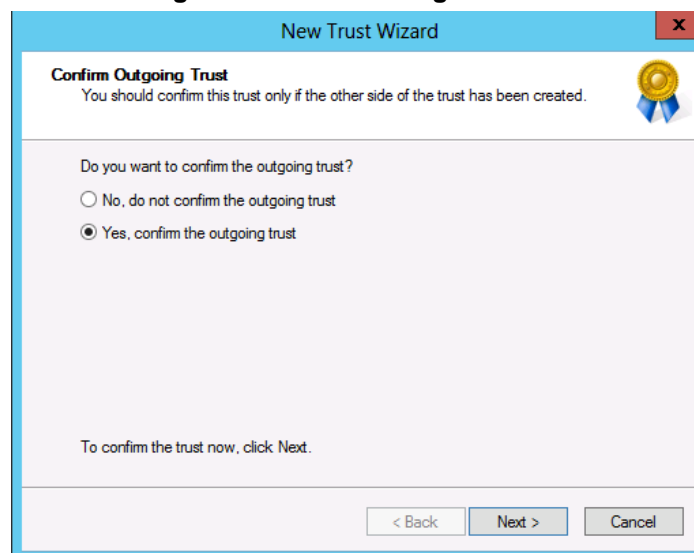 New Trust Wizard
x
Confirm Outgoing Trust
You should confirm this trust only if the other side of the trust has been created.
Do you want to confirm the outgoing trust?
No, do not confirm the outgoing trust
Yes, confirm the outgoing trust
To confirm the trust now, click Next.
< Back Next > Cancel